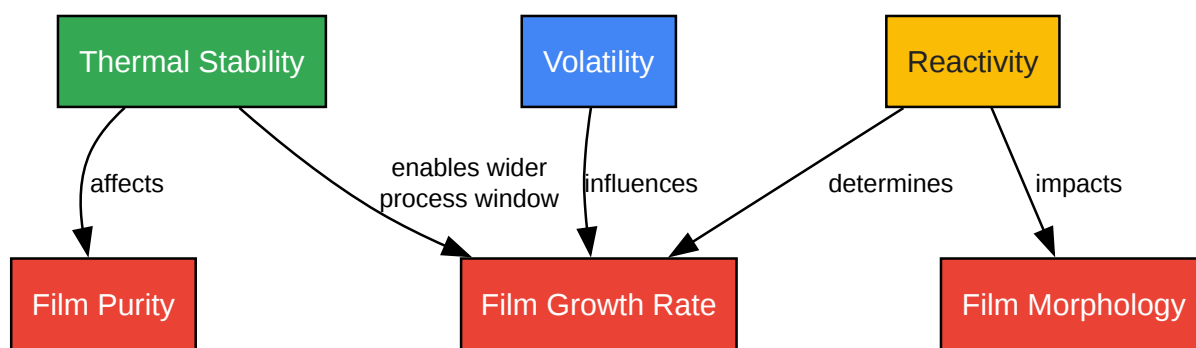 Thermal Stability
Volatility
Reactivity
affects
enables wider
process window
influences
determines
impacts
Film Purity
Film Growth Rate
Film Morphology